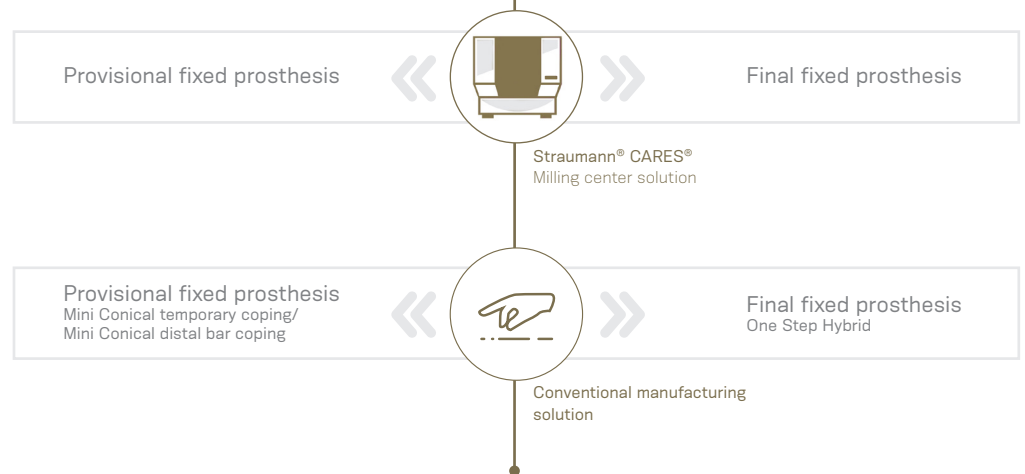 Provisional fixed prosthesis
Final fixed prosthesis
Straumann® CARES®
Milling center solution
Provisional fixed prosthesis
Mini Conical temporary coping/
Mini Conical distal bar coping
Final fixed prosthesis
One Step Hybrid
Conventional manufacturing
solution